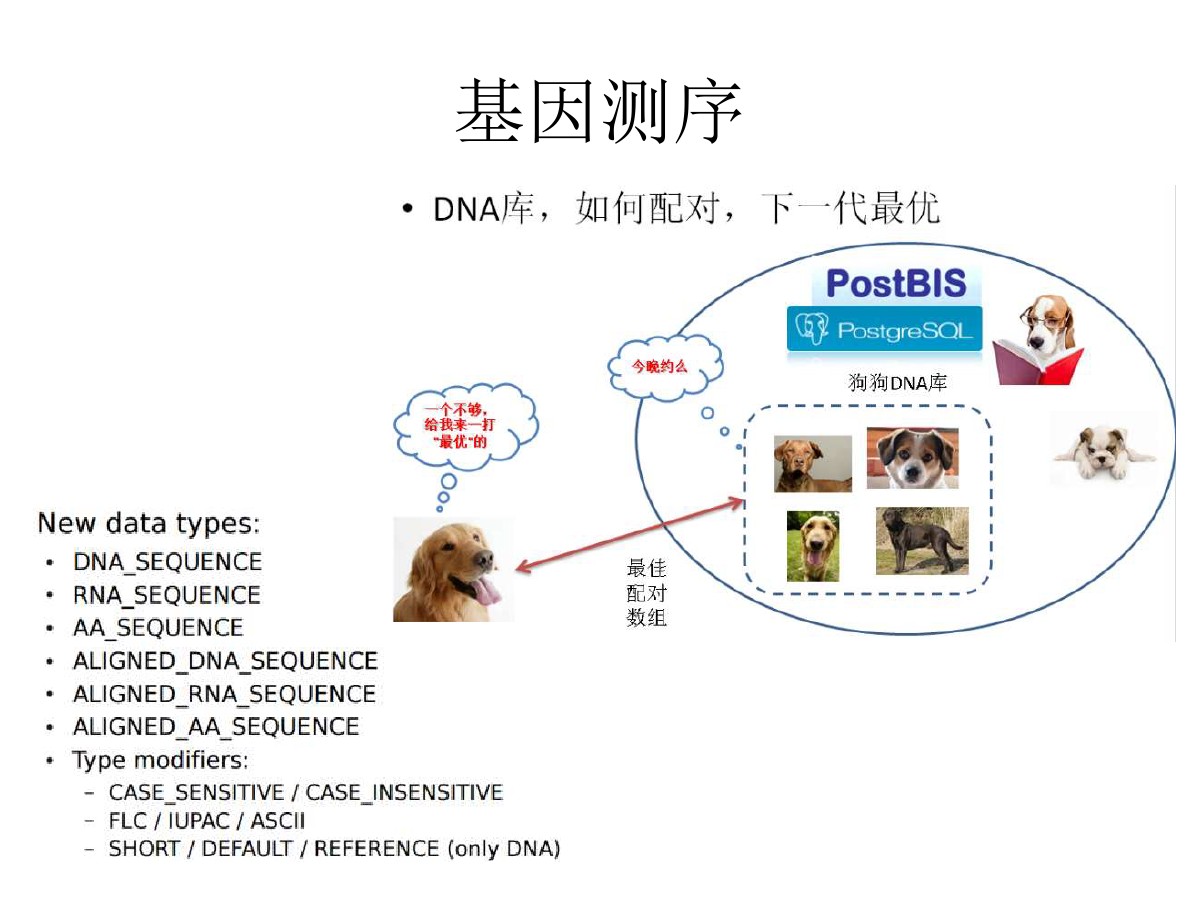 基因测序
• DNA库，如何配对，下一代最优
PostBIS
PostgreSQL
狗狗DNA库
今晚约么
一个不够，
给我来一打
“最优”的
最佳
配对
数组
New data types:
• DNA_SEQUENCE
• RNA_SEQUENCE
• AA_SEQUENCE
• ALIGNED_DNA_SEQUENCE
• ALIGNED_RNA_SEQUENCE
• ALIGNED_AA_SEQUENCE
• Type modifiers:
– CASE_SENSITIVE / CASE_INSENSITIVE
– FLC / IUPAC / ASCII
– SHORT / DEFAULT / REFERENCE (only DNA)